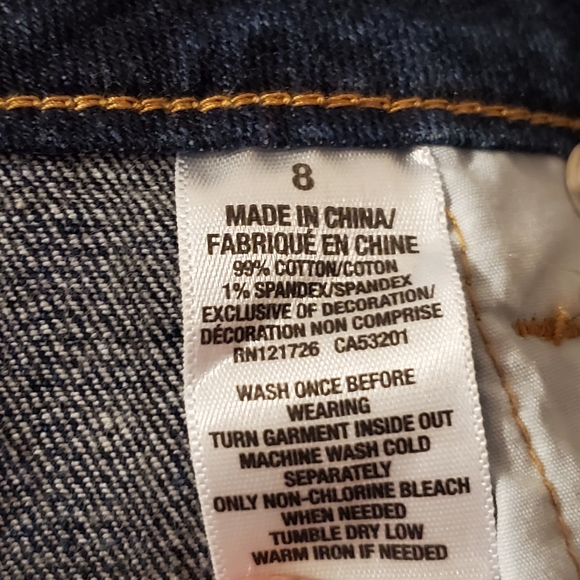 8
MADE IN CHINA/
FABRIQUÉ EN CHINE
99% COTTON/COTON
1% SPANDEX/SPANDEX
EXCLUSIVE OF DECORATION/
DÉCORATION NON COMPRISE
RN121726 CA53201
WASH ONCE BEFORE
WEARING
TURN GARMENT INSIDE OUT
MACHINE WASH COLD
SEPARATELY
ONLY NON-CHLORINE BLEACH
WHEN NEEDED
TUMBLE DRY LOW
WARM IRON IF NEEDED